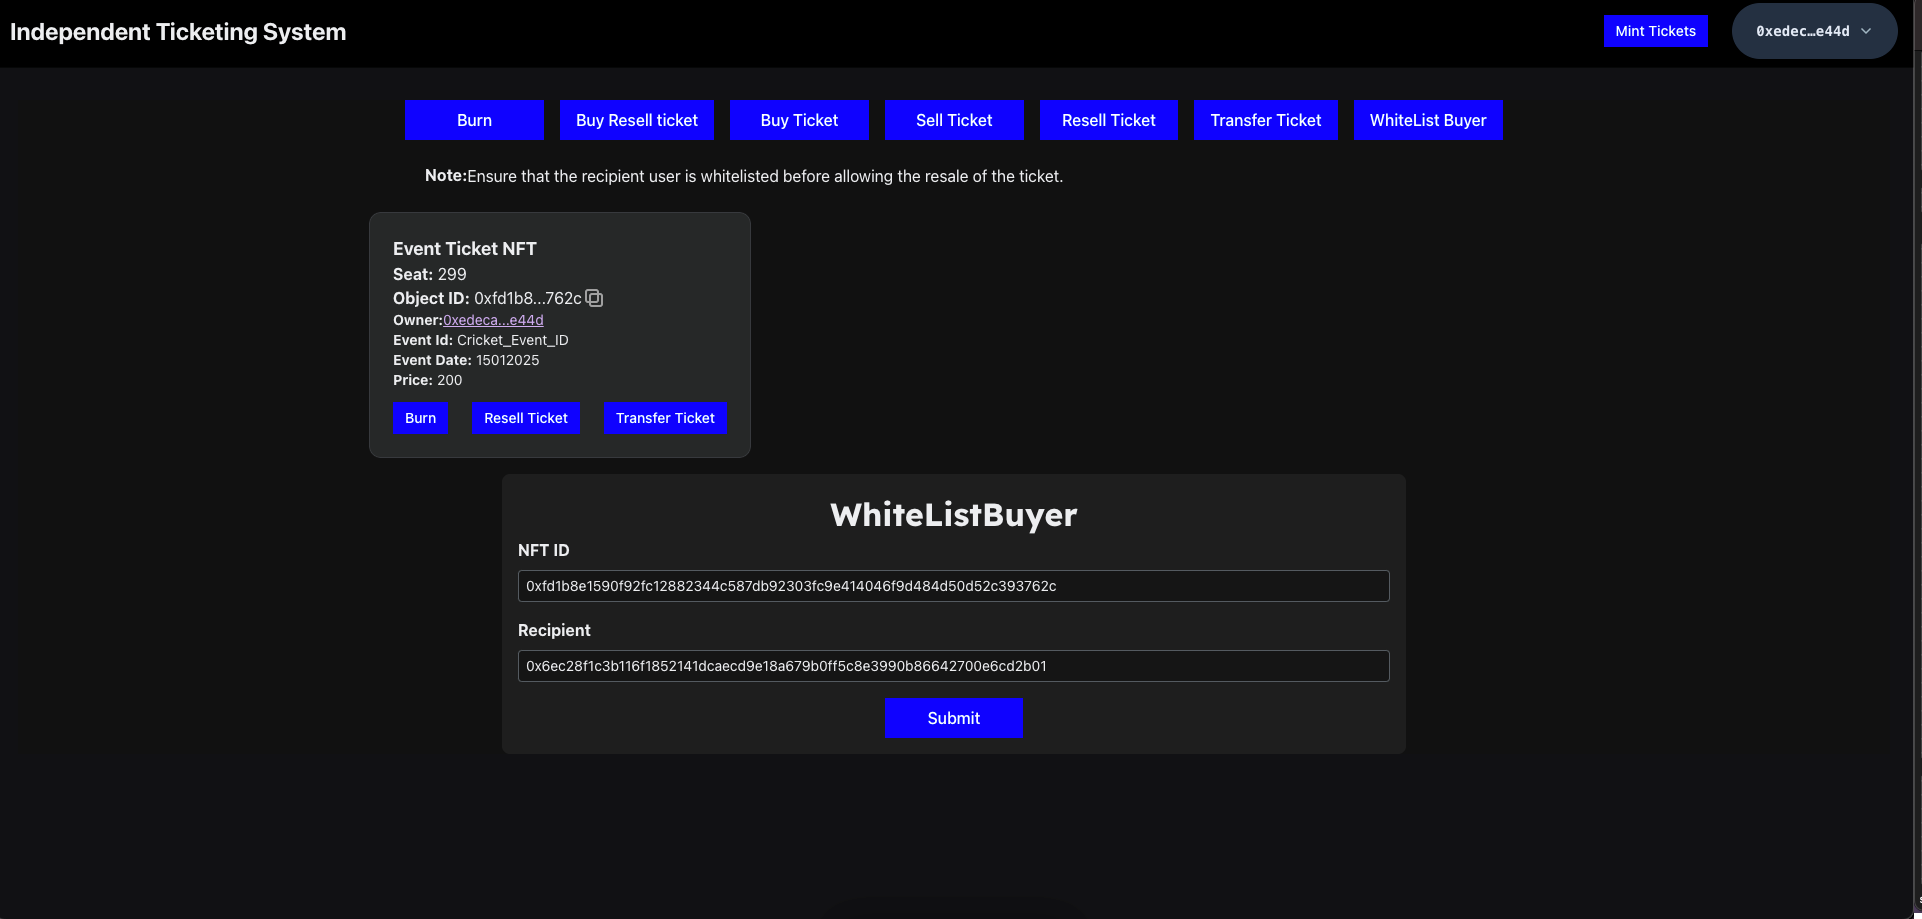 Independent Ticketing System
Mint Tickets
0xedec…e44d
Burn
Buy Resell ticket
Buy Ticket
Sell Ticket
Resell Ticket
Transfer Ticket
WhiteList Buyer
Note:Ensure that the recipient user is whitelisted before allowing the resale of the ticket.
Event Ticket NFT
Seat: 299
Object ID: 0xfd1b8...762c
Owner:0xedeca...e44d
Event Id: Cricket_Event_ID
Event Date: 15012025
Price: 200
Burn
Resell Ticket
Transfer Ticket
WhiteListBuyer
NFT ID
0xfd1b8e1590f92fc12882344c587db92303fc9e414046f9d484d50d52c393762c
Recipient
0x6ec28f1c3b116f1852141dcaecd9e18a679b0ff5c8e3990b86642700e6cd2b01
Submit